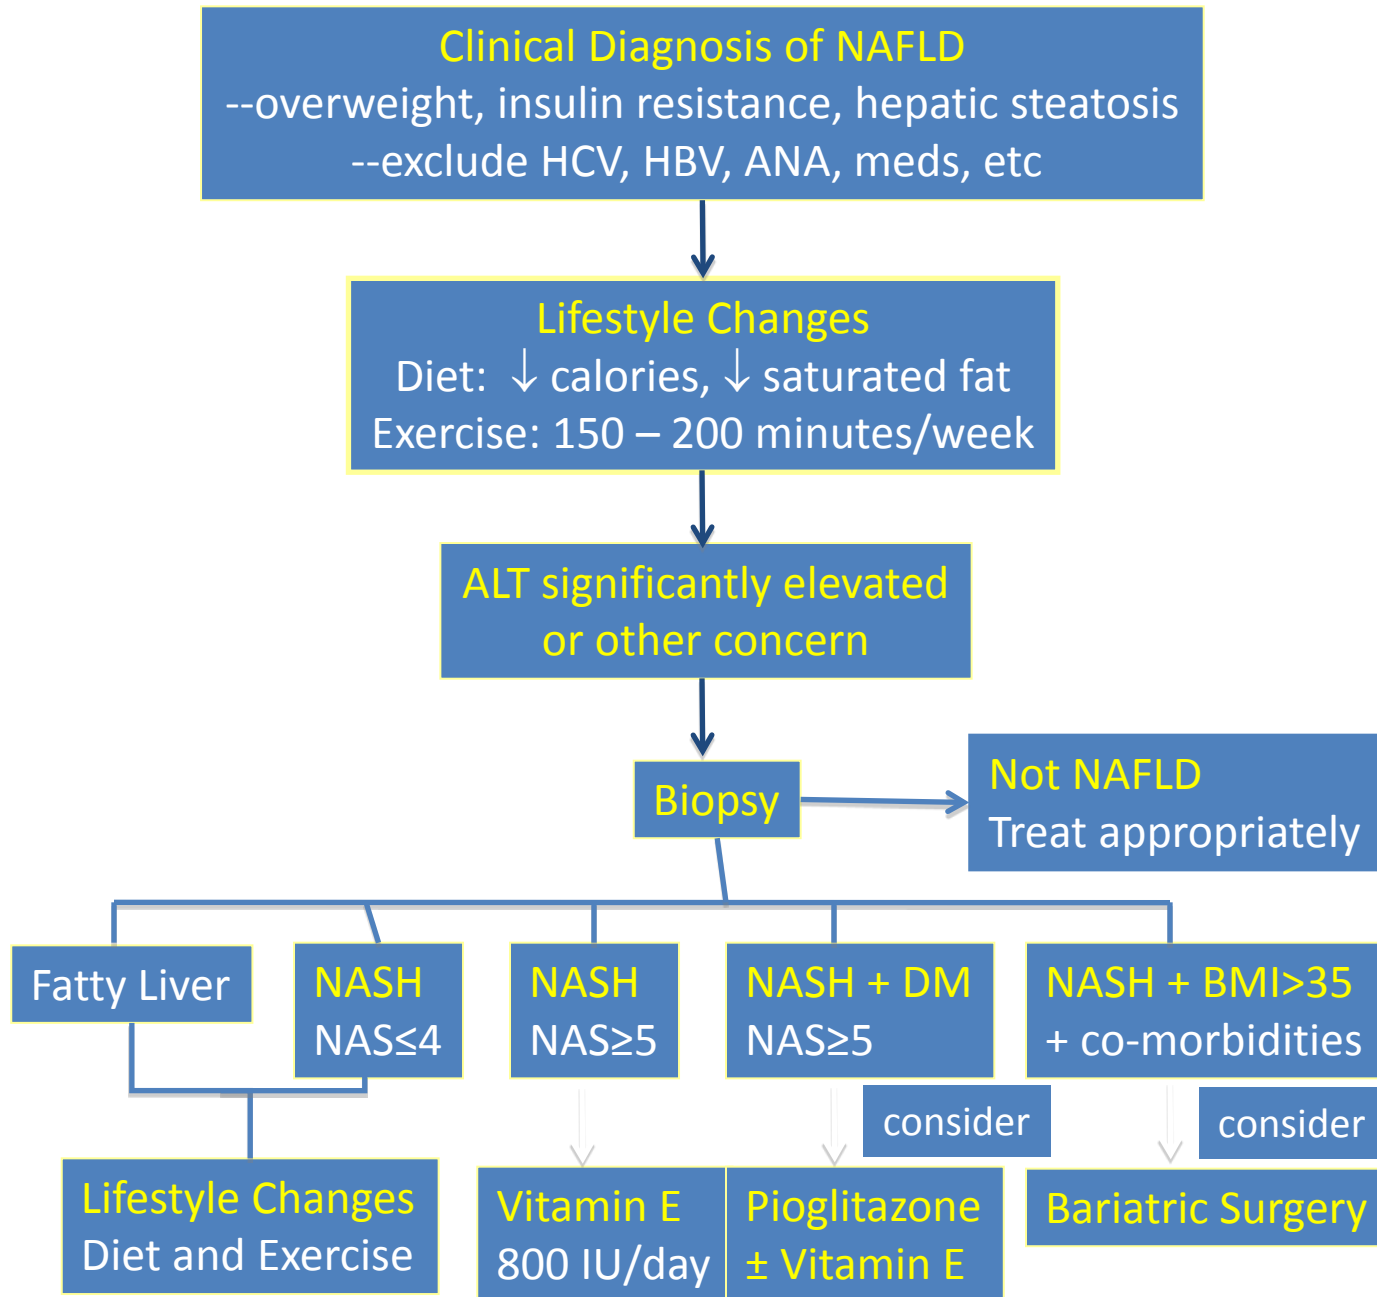 Clinical Diagnosis of NAFLD
--overweight, insulin resistance, hepatic steatosis
--exclude HCV, HBV, ANA, meds, etc
Lifestyle Changes
Diet: ↓ calories, ↓ saturated fat
Exercise: 150 – 200 minutes/week
ALT significantly elevated
or other concern
Biopsy
Not NAFLD
Treat appropriately
Fatty Liver
NASH
NAS≤4
NASH
NAS≥5
NASH + DM
NAS≥5
NASH + BMI>35
+ co-morbidities
consider
consider
Lifestyle Changes
Diet and Exercise
Vitamin E
800 IU/day
Pioglitazone
± Vitamin E
Bariatric Surgery